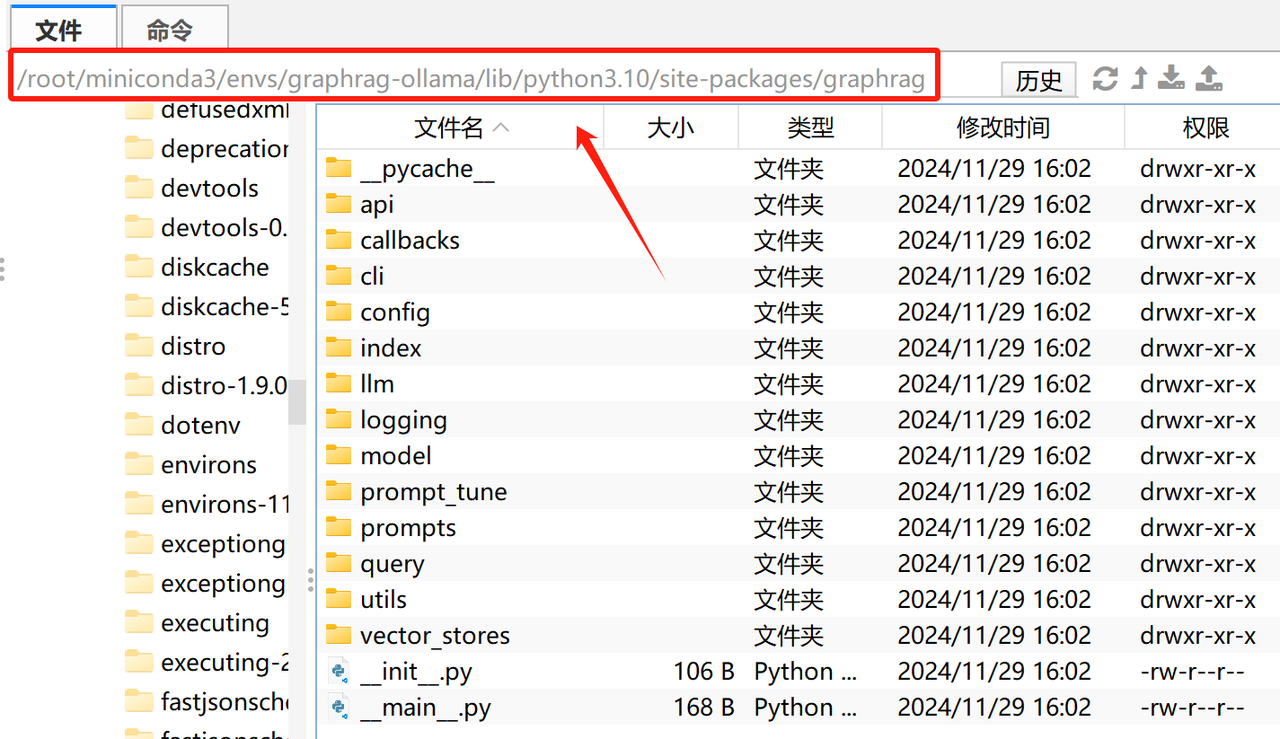 文件 命令
/root/miniconda3/envs/graphrag-ollama/lib/python3.10/site-packages/graphrag 历史
deprecation
devtools
devtools-0.
diskcache
diskcache-5
distro
distro-1.9.0
dotenv
environs
environs-11
exceptiong
exceptiong
executing
executing-2
文件名 大小 类型 修改时间 权限
__pycache__ 文件夹 2024/11/29 16:02 drwxr-xr-x
api 文件夹 2024/11/29 16:02 drwxr-xr-x
callbacks 文件夹 2024/11/29 16:02 drwxr-xr-x
cli 文件夹 2024/11/29 16:02 drwxr-xr-x
config 文件夹 2024/11/29 16:02 drwxr-xr-x
index 文件夹 2024/11/29 16:02 drwxr-xr-x
llm 文件夹 2024/11/29 16:02 drwxr-xr-x
logging 文件夹 2024/11/29 16:02 drwxr-xr-x
model 文件夹 2024/11/29 16:02 drwxr-xr-x
prompt_tune 文件夹 2024/11/29 16:02 drwxr-xr-x
prompts 文件夹 2024/11/29 16:02 drwxr-xr-x
query 文件夹 2024/11/29 16:02 drwxr-xr-x
utils 文件夹 2024/11/29 16:02 drwxr-xr-x
vector_stores 文件夹 2024/11/29 16:02 drwxr-xr-x
__init__.py 106 B Python ... 2024/11/29 16:02 -rw-r--r--
__main__.py 168 B Python ... 2024/11/29 16:02 -rw-r--r--